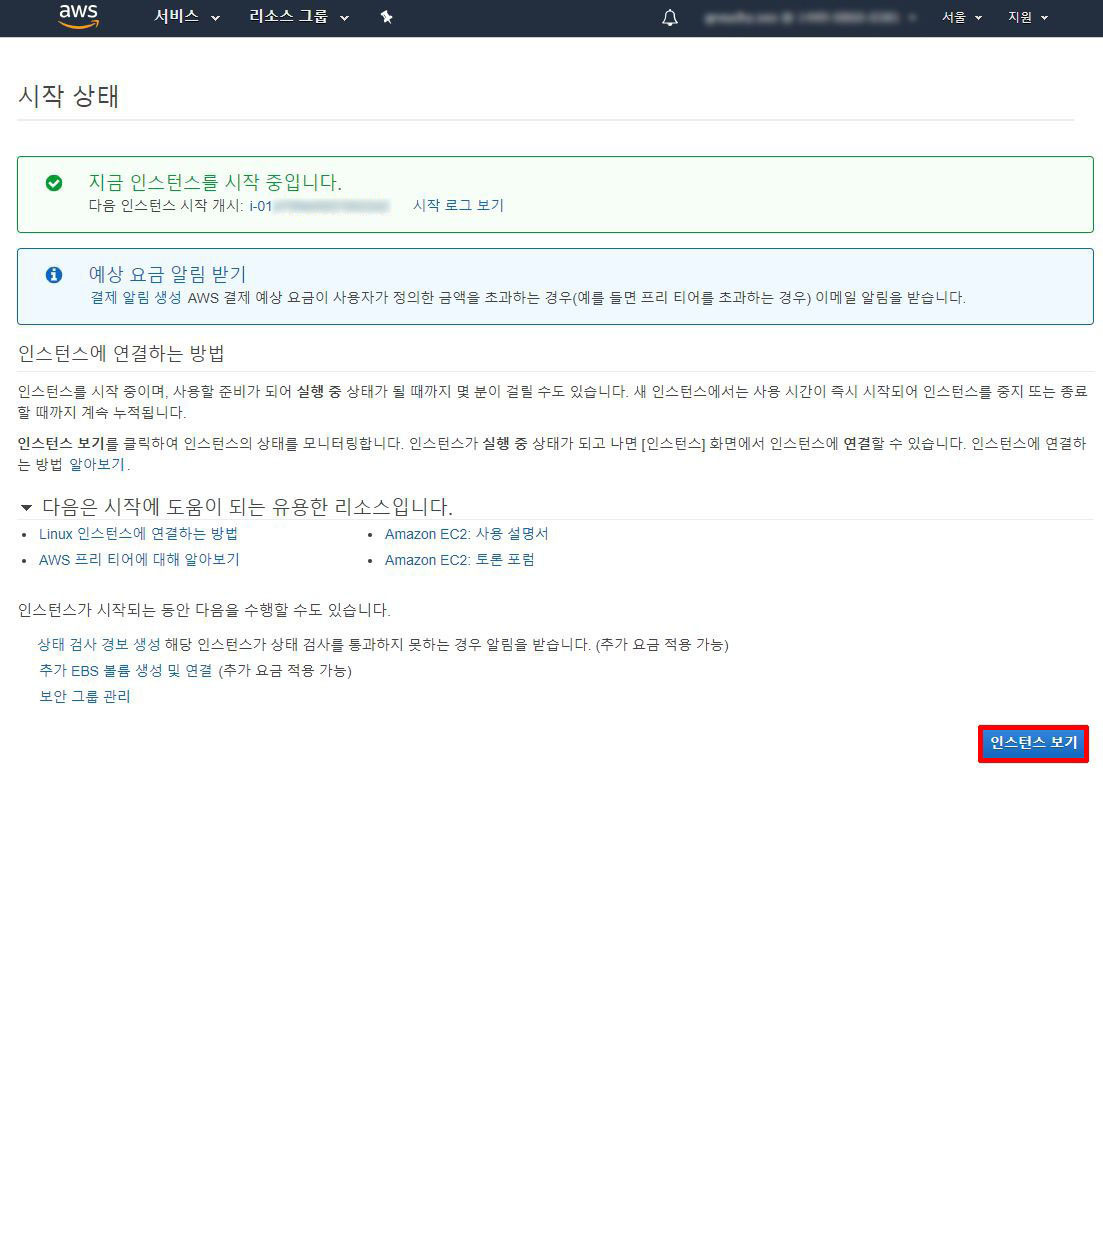 aws 서비스 리소스 그룹 서울 지원
시작 상태
지금 인스턴스를 시작 중입니다.
다음 인스턴스 시작 개시: i-01 시작 로그 보기
예상 요금 알림 받기
결제 알림 생성 AWS 결제 예상 요금이 사용자가 정의한 금액을 초과하는 경우(예를 들면 프리 티어를 초과하는 경우) 이메일 알림을 받습니다.
인스턴스에 연결하는 방법
인스턴스를 시작 중이며, 사용할 준비가 되어 실행 중 상태가 될 때까지 몇 분이 걸릴 수도 있습니다. 새 인스턴스에서는 사용 시간이 즉시 시작되어 인스턴스를 중지 또는 종료
할 때까지 계속 누적됩니다.
인스턴스 보기를 클릭하여 인스턴스의 상태를 모니터링합니다. 인스턴스가 실행 중 상태가 되고 나면 [인스턴스] 화면에서 인스턴스에 연결할 수 있습니다. 인스턴스에 연결하
는 방법 알아보기.
다음은 시작에 도움이 되는 유용한 리소스입니다.
• Linux 인스턴스에 연결하는 방법 • Amazon EC2: 사용 설명서
• AWS 프리 티어에 대해 알아보기 • Amazon EC2: 토론 포럼
인스턴스가 시작되는 동안 다음을 수행할 수도 있습니다.
상태 검사 경보 생성 해당 인스턴스가 상태 검사를 통과하지 못하는 경우 알림을 받습니다. (추가 요금 적용 가능)
추가 EBS 볼륨 생성 및 연결 (추가 요금 적용 가능)
보안 그룹 관리
인스턴스 보기